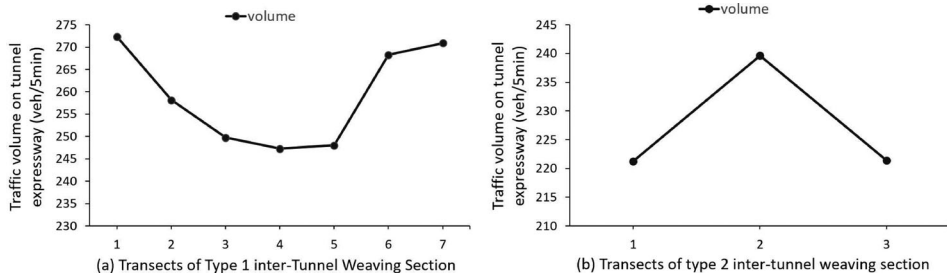 volume
Traffic volume on tunnel
expressway (veh/5min)
275
270
265
260
255
250
245
240
235
230
1 2 3 4 5 6 7
(a) Transects of Type 1 inter-Tunnel Weaving Section
volume
Traffic volume on tunnel
expressway (veh/5min)
245
240
235
230
225
220
215
210
1 2 3
(b) Transects of type 2 inter-tunnel weaving section